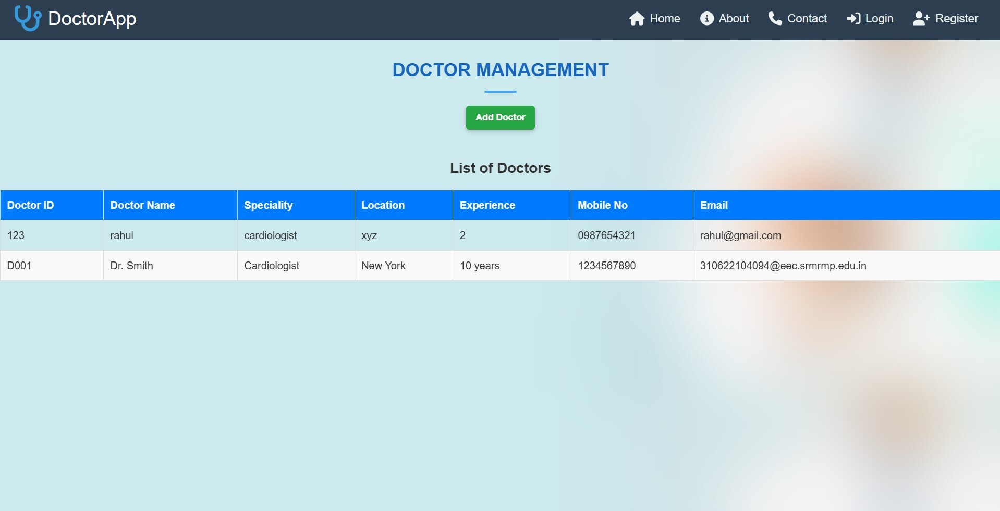 DoctorApp Home About Contact Login Register
DOCTOR MANAGEMENT
Add Doctor
List of Doctors
Doctor ID Doctor Name Speciality Location Experience Mobile No Email
123 rahul cardiologist xyz 2 0987654321 rahul@gmail.com
D001 Dr. Smith Cardiologist New York 10 years 1234567890 310622104094@eec.srmrmp.edu.in